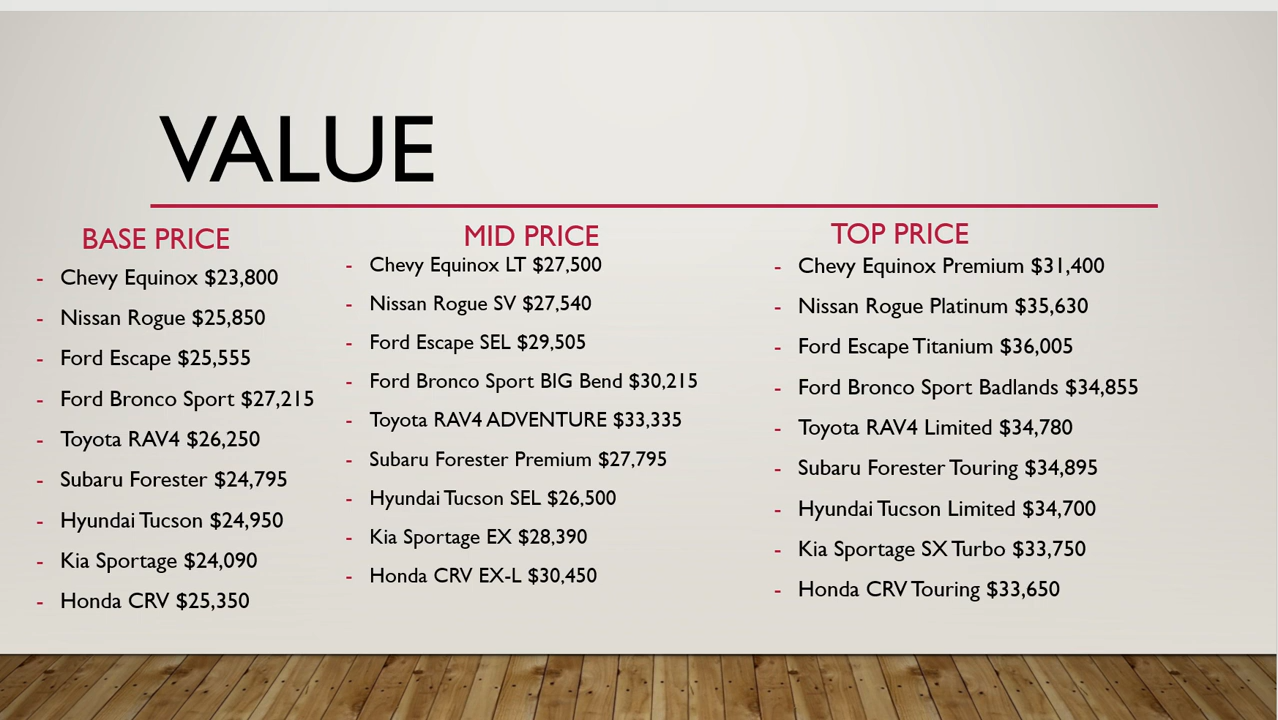 VALUE
BASE PRICE
- Chevy Equinox $23,800
- Nissan Rogue $25,850
- Ford Escape $25,555
- Ford Bronco Sport $27,215
- Toyota RAV4 $26,250
- Subaru Forester $24,795
- Hyundai Tucson $24,950
- Kia Sportage $24,090
- Honda CRV $25,350
MID PRICE
- Chevy Equinox LT $27,500
- Nissan Rogue SV $27,540
- Ford Escape SEL $29,505
- Ford Bronco Sport BIG Bend $30,215
- Toyota RAV4 ADVENTURE $33,335
- Subaru Forester Premium $27,795
- Hyundai Tucson SEL $26,500
- Kia Sportage EX $28,390
- Honda CRV EX-L $30,450
TOP PRICE
- Chevy Equinox Premium $31,400
- Nissan Rogue Platinum $35,630
- Ford Escape Titanium $36,005
- Ford Bronco Sport Badlands $34,855
- Toyota RAV4 Limited $34,780
- Subaru Forester Touring $34,895
- Hyundai Tucson Limited $34,700
- Kia Sportage SX Turbo $33,750
- Honda CRV Touring $33,650